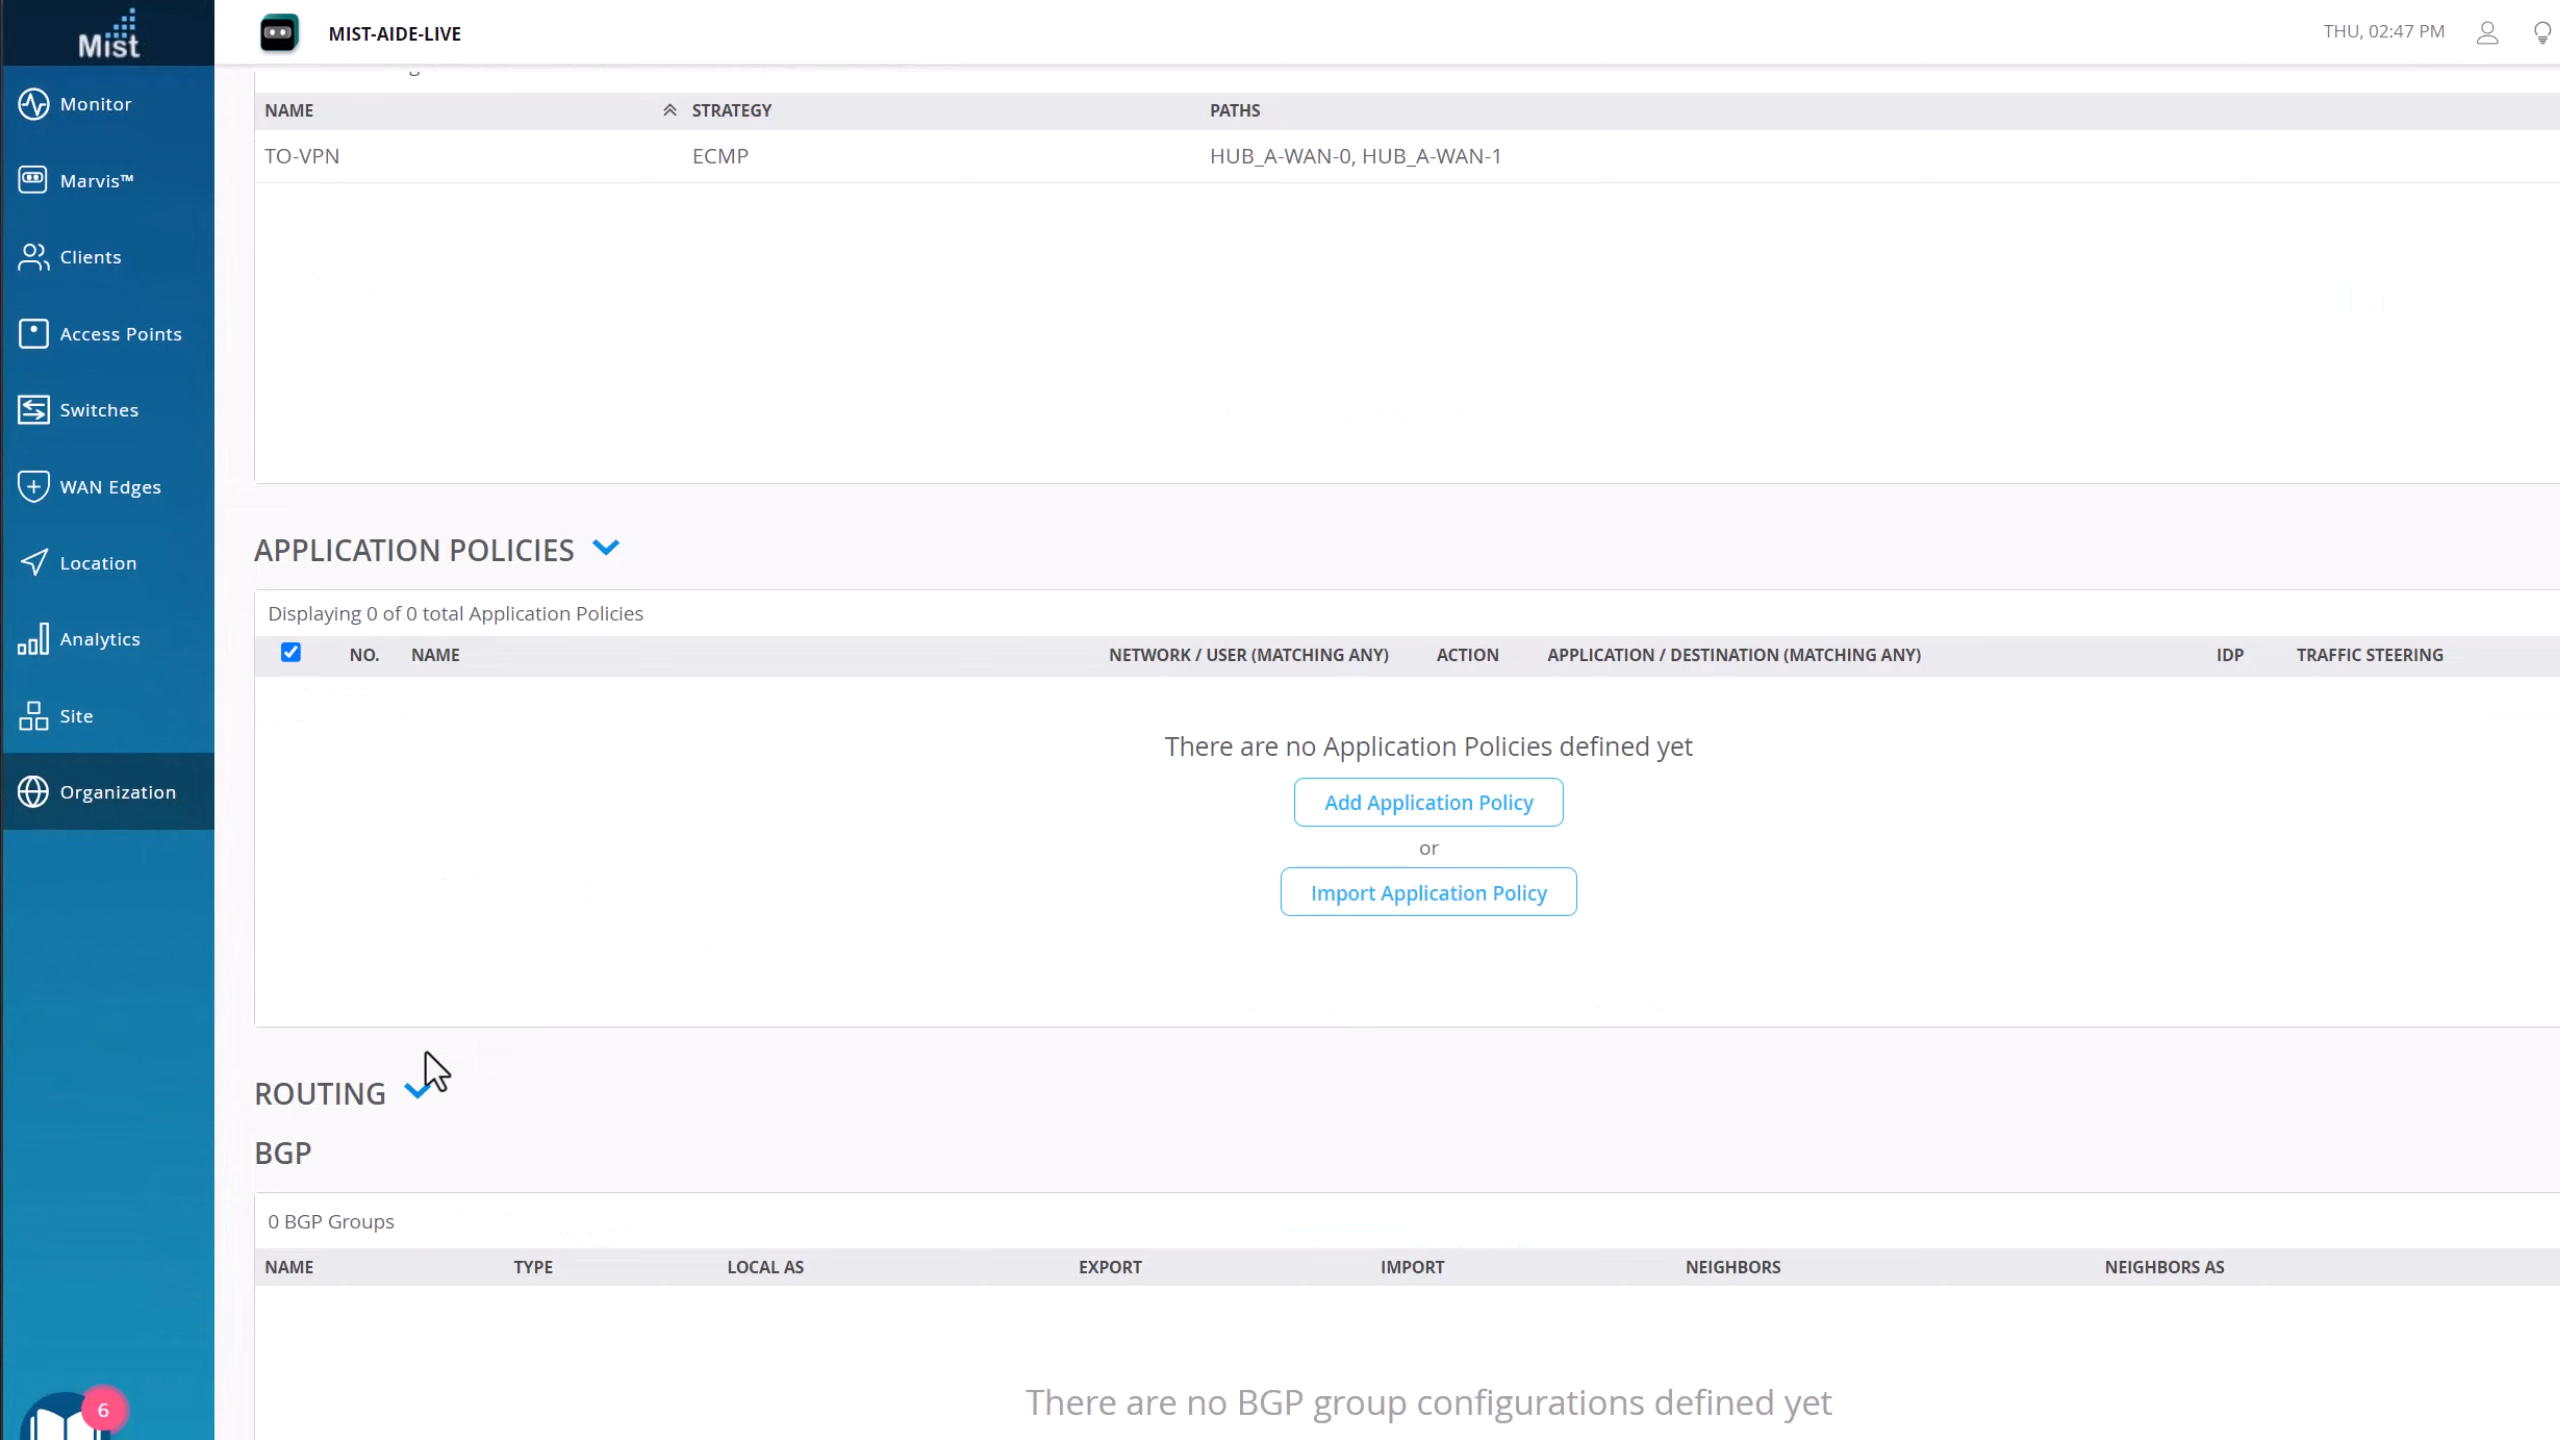 Mist
MIST-AIDE-LIVE
THU, 02:47 PM
Monitor
Marvis™
Clients
Access Points
Switches
WAN Edges
Location
Analytics
Site
Organization
6
NAME STRATEGY PATHS
TO-VPN ECMP HUB_A-WAN-0, HUB_A-WAN-1
APPLICATION POLICIES
Displaying 0 of 0 total Application Policies
NO. NAME NETWORK / USER (MATCHING ANY) ACTION APPLICATION / DESTINATION (MATCHING ANY) IDP TRAFFIC STEERING
There are no Application Policies defined yet
Add Application Policy
or
Import Application Policy
ROUTING
BGP
0 BGP Groups
NAME TYPE LOCAL AS EXPORT IMPORT NEIGHBORS NEIGHBORS AS
There are no BGP group configurations defined yet